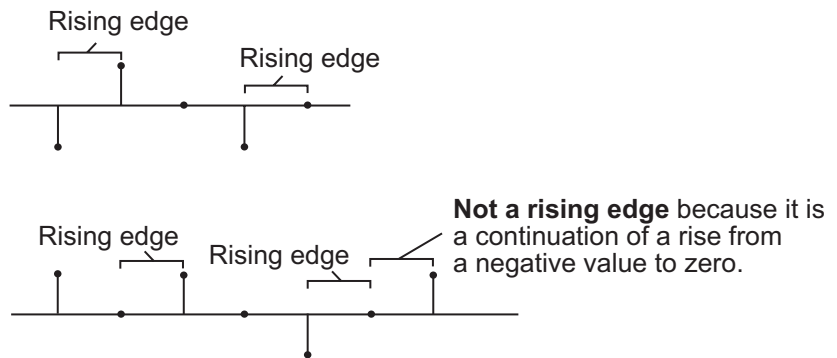 Rising edge
Rising edge
Not a rising edge because it is
a continuation of a rise from
a negative value to zero.
Rising edge
Rising edge